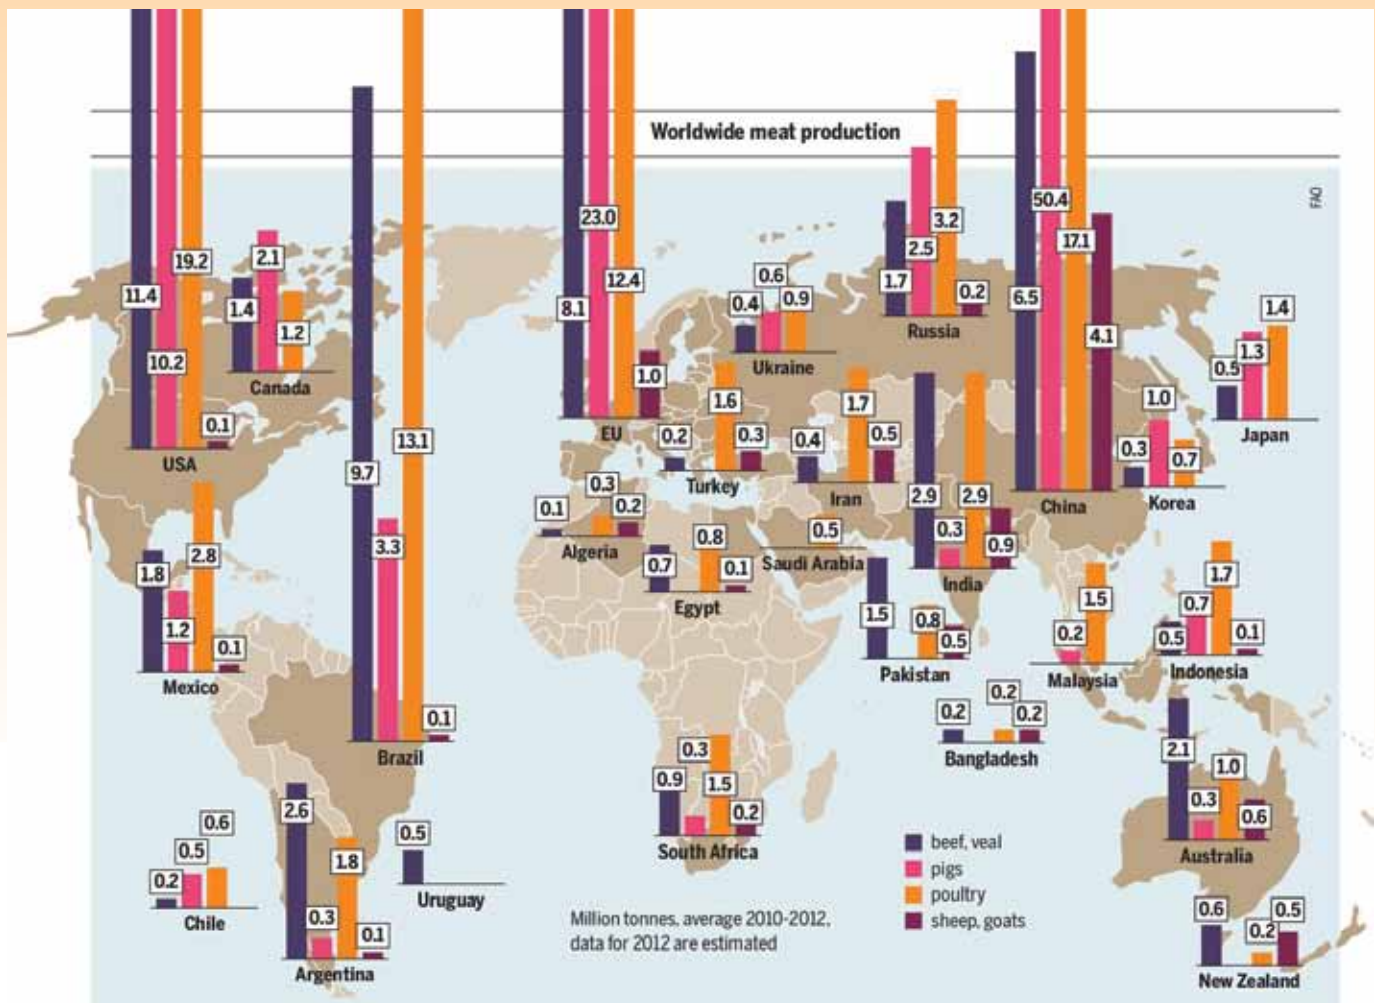 Worldwide meat production
FAO
11.4
10.2
19.2
0.1
USA
1.4
2.1
1.2
Canada
9.7
3.3
13.1
0.1
Brazil
8.1
23.0
12.4
1.0
EU
0.4
0.6
0.9
Ukraine
1.7
2.5
3.2
0.2
Russia
6.5
50.4
17.1
4.1
China
0.5
1.3
1.4
Japan
0.3
1.0
0.7
Korea
0.2
1.6
0.3
Turkey
0.4
1.7
0.5
Iran
2.9
0.3
2.9
0.9
India
0.1
0.3
0.2
Algeria
0.7
0.8
0.1
Egypt
0.5
Saudi Arabia
1.5
0.8
0.5
Pakistan
0.2
1.5
Malaysia
0.5
0.7
1.7
0.1
Indonesia
1.8
1.2
2.8
0.1
Mexico
0.2
0.2
0.2
Bangladesh
2.1
0.3
1.0
0.6
Australia
0.9
0.3
1.5
0.2
South Africa
0.2
0.5
0.6
Chile
2.6
0.3
1.8
0.1
Argentina
0.5
Uruguay
0.6
0.2
0.5
New Zealand
beef, veal
pigs
poultry
sheep, goats
Million tonnes, average 2010-2012,
data for 2012 are estimated